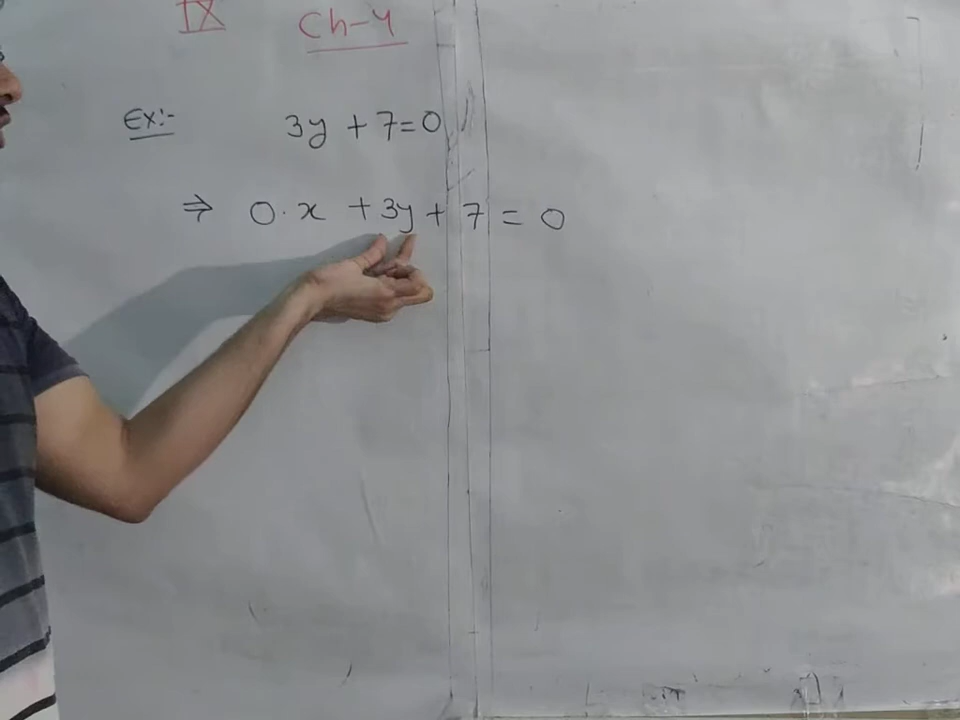 IX Ch-4
Ex:- 3y + 7 = 0
⇒ 0·x + 3y + 7 = 0